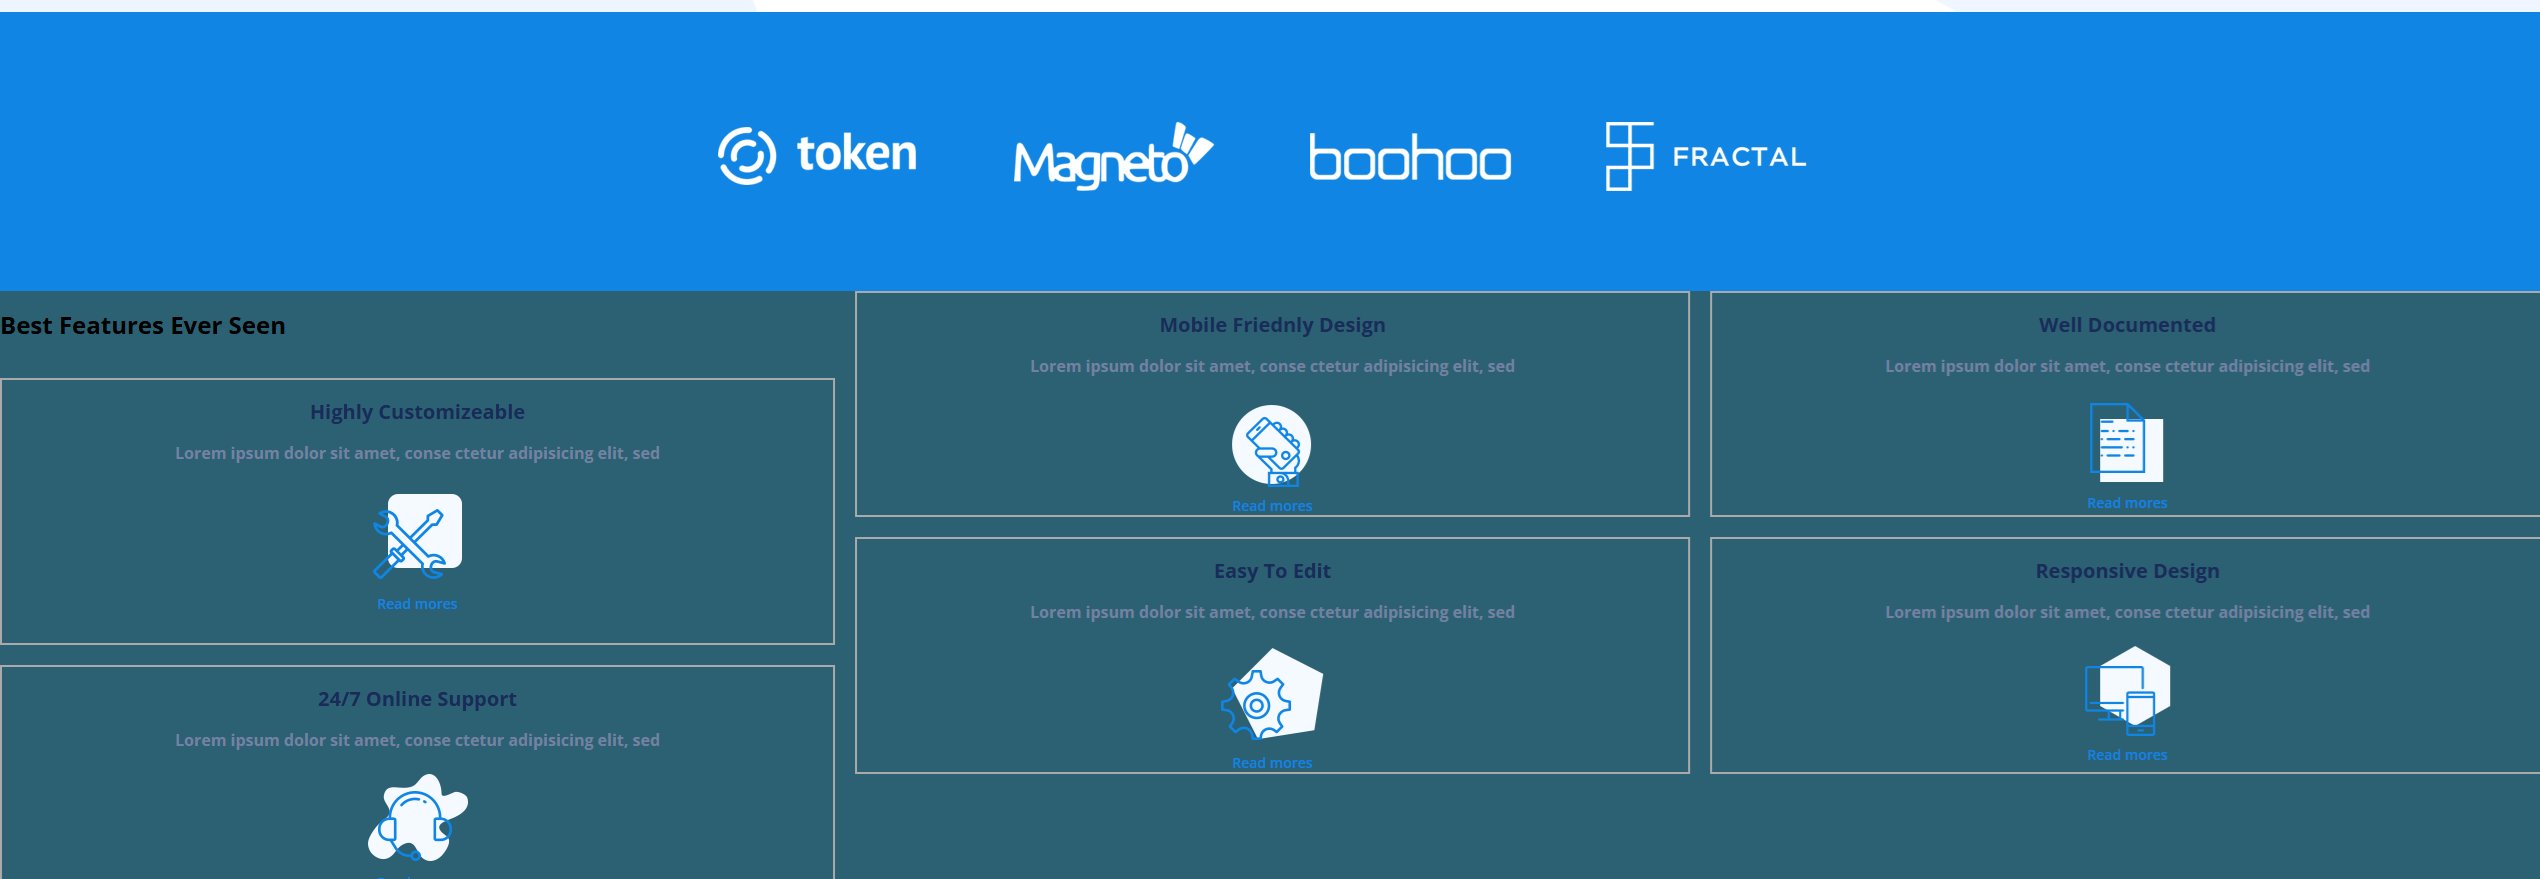 token
Magneto
boohoo
FRACTAL
Best Features Ever Seen
Highly Customizeable
Lorem ipsum dolor sit amet, conse ctetur adipisicing elit, sed
Read mores
24/7 Online Support
Lorem ipsum dolor sit amet, conse ctetur adipisicing elit, sed
Mobile Friednly Design
Lorem ipsum dolor sit amet, conse ctetur adipisicing elit, sed
Read mores
Easy To Edit
Lorem ipsum dolor sit amet, conse ctetur adipisicing elit, sed
Read mores
Well Documented
Lorem ipsum dolor sit amet, conse ctetur adipisicing elit, sed
Read mores
Responsive Design
Lorem ipsum dolor sit amet, conse ctetur adipisicing elit, sed
Read mores